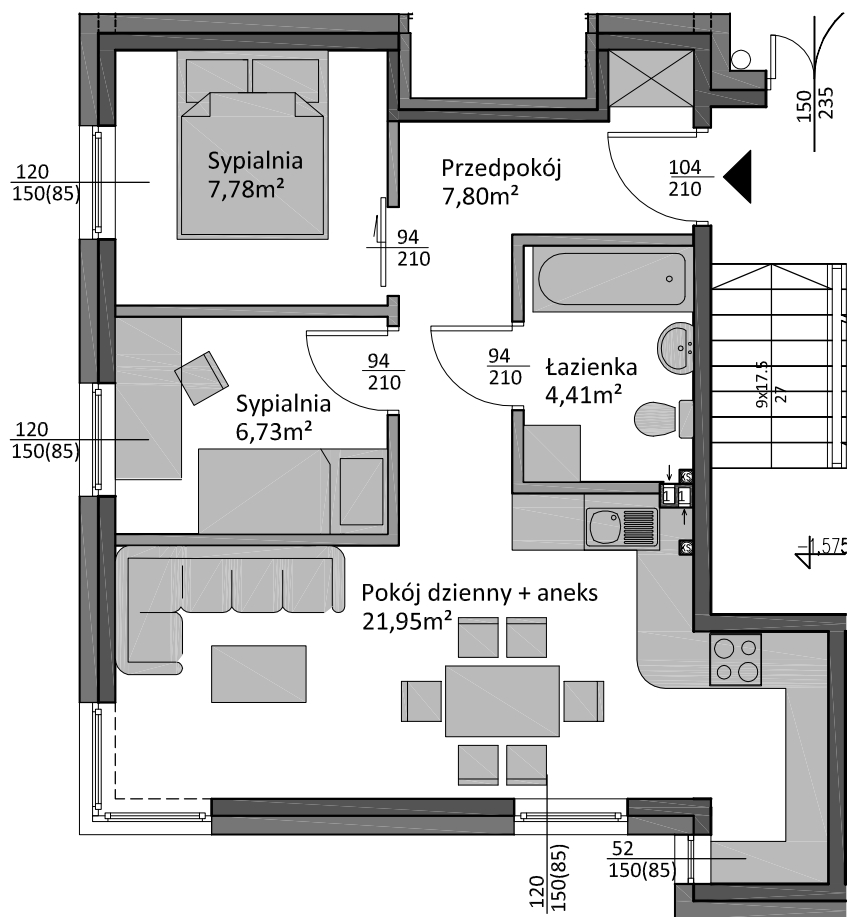 150
235
120
150(85)
Sypialnia
7,78m²
Przedpokój
7,80m²
104
210
94
210
94
210
94
210
Łazienka
4,41m²
9x17.5
27
Sypialnia
6,73m²
120
150(85)
KS
1 1
KS
-1,575
Pokój dzienny + aneks
21,95m²
120
150(85)
52
150(85)